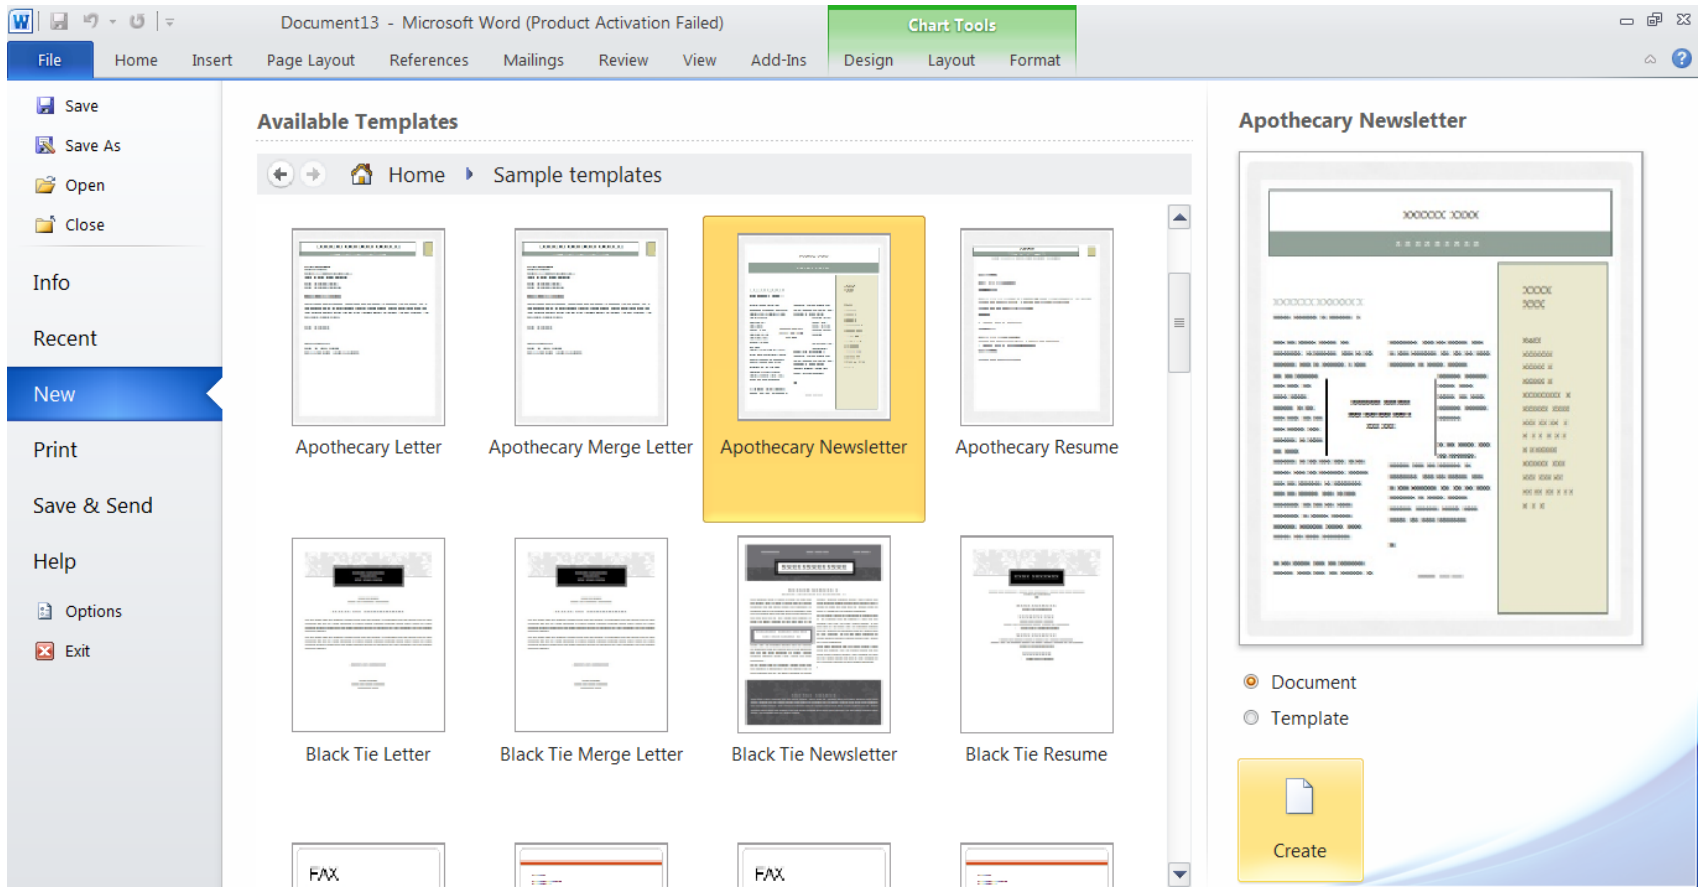 Document13 - Microsoft Word (Product Activation Failed)
Chart Tools
File Home Insert Page Layout References Mailings Review View Add-Ins Design Layout Format
Save
Save As
Open
Close
Info
Recent
New
Print
Save & Send
Help
Options
Exit
Available Templates
Home Sample templates
Apothecary Letter Apothecary Merge Letter Apothecary Newsletter Apothecary Resume
Black Tie Letter Black Tie Merge Letter Black Tie Newsletter Black Tie Resume
FAX FAX
Apothecary Newsletter
Document
Template
Create